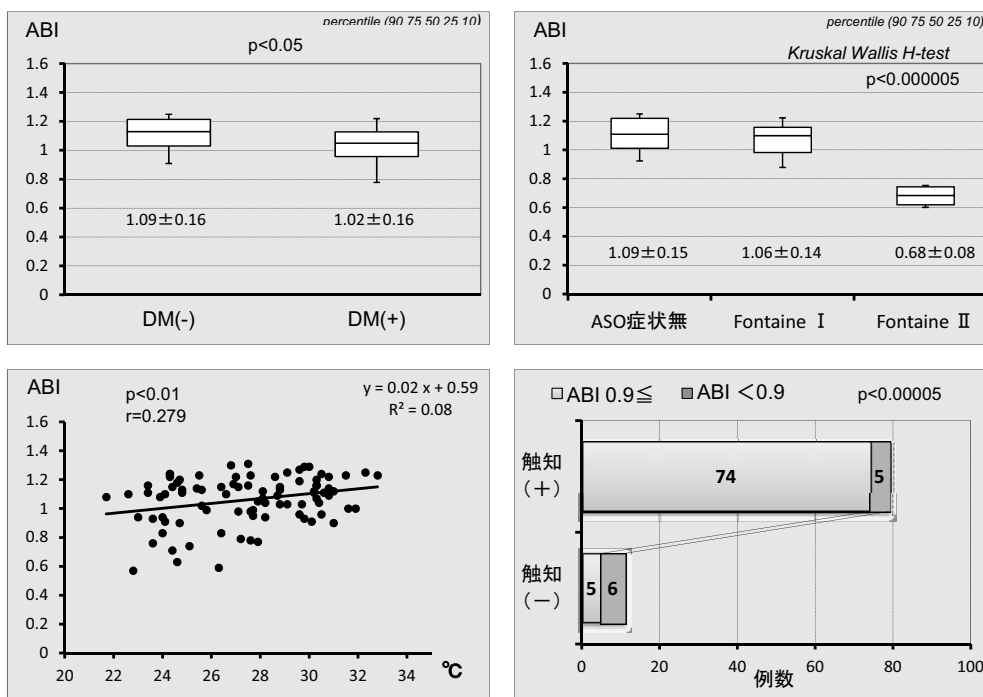 ABI
percentile (90 75 50 25 10)
p<0.05
1.6
1.4
1.2
1
0.8
0.6
0.4
0.2
0
1.09±0.16
1.02±0.16
DM(-)
DM(+)
ABI
percentile (90 75 50 25 10)
Kruskal Wallis H-test
p<0.000005
1.6
1.4
1.2
1
0.8
0.6
0.4
0.2
0
1.09±0.15
1.06±0.14
0.68±0.08
ASO症状無
Fontaine Ⅰ
Fontaine Ⅱ
ABI
p<0.01
r=0.279
y = 0.02 x + 0.59
R² = 0.08
1.6
1.4
1.2
1
0.8
0.6
0.4
0.2
0
20 22 24 26 28 30 32 34 ℃
ABI 0.9≦ ABI <0.9
p<0.00005
触知
(+)
74 5
触知
(-)
5 6
0 20 40 60 80 100
例数